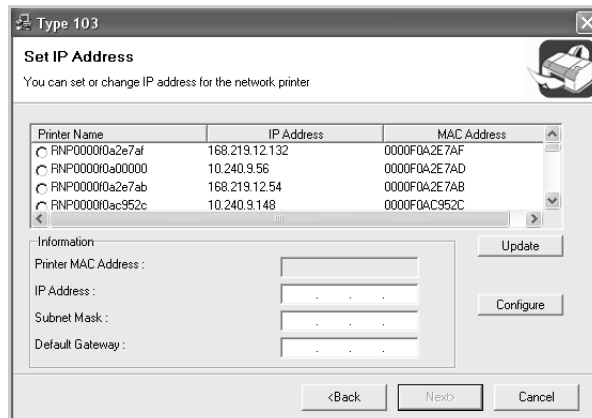 Type 103
Set IP Address
You can set or change IP address for the network printer
Printer Name IP Address MAC Address
RNP0000f0a2e7af 168.219.12.132 0000F0A2E7AF
RNP0000f0a00000 10.240.9.56 0000F0A2E7AD
RNP0000f0a2e7ab 168.219.12.54 0000F0A2E7AB
RNP0000f0ac952c 10.240.9.148 0000F0AC952C
Information
Update
Printer MAC Address :
IP Address : . . .
Configure
Subnet Mask : . . .
Default Gateway : . . .
<Back Next> Cancel